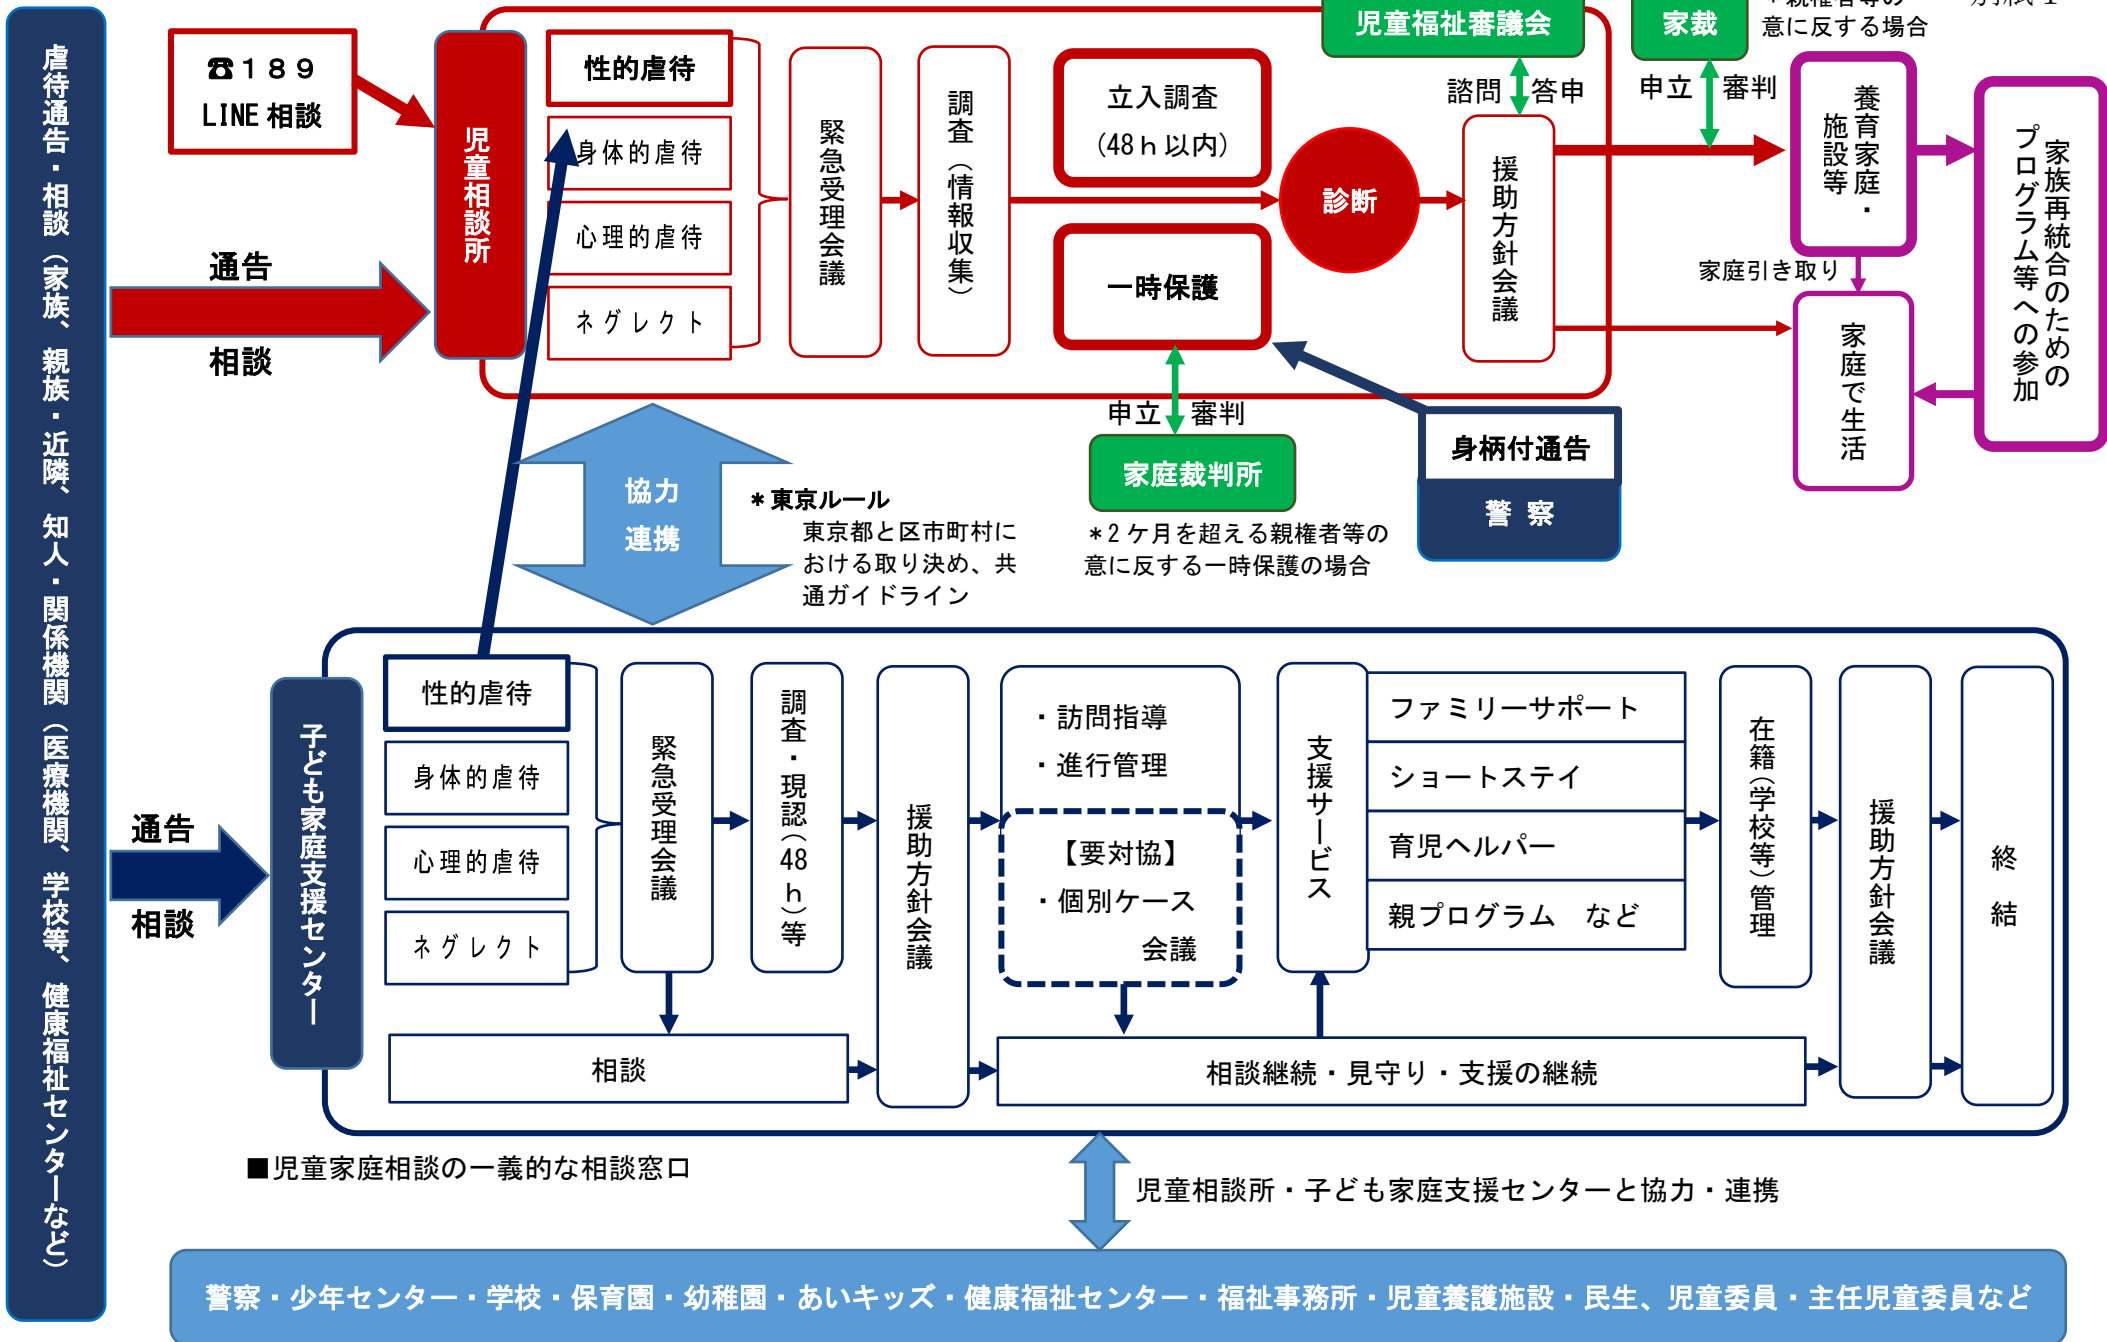 虐待通告・相談（家族、親族・近隣、知人・関係機関（医療機関、学校等、健康福祉センターなど）
☎１８９
LINE 相談
通告
相談
児童相談所
性的虐待
身体的虐待
心理的虐待
ネグレクト
緊急受理会議
調査（情報収集）
立入調査
(48ｈ以内)
一時保護
診断
児童福祉審議会
諮問
答申
援助方針会議
家裁
意に反する場合
申立
審判
養育家庭・
施設等
家族再統合のための
プログラム等への参加
家庭引き取り
家庭で生活
申立
審判
家庭裁判所
＊2 ケ月を超える親権者等の
意に反する一時保護の場合
身柄付通告
警 察
協力
連携
＊東京ルール
東京都と区市町村に
おける取り決め、共
通ガイドライン
通告
相談
子ども家庭支援センター
性的虐待
身体的虐待
心理的虐待
ネグレクト
緊急受理会議
調査・現認（48ｈ）等
援助方針会議
・訪問指導
・進行管理
【要対協】
・個別ケース
会議
支援サービス
ファミリーサポート
ショートステイ
育児ヘルパー
親プログラム　など
在籍（学校等）管理
援助方針会議
終 結
相談
相談継続・見守り・支援の継続
■児童家庭相談の一義的な相談窓口
児童相談所・子ども家庭支援センターと協力・連携
警察・少年センター・学校・保育園・幼稚園・あいキッズ・健康福祉センター・福祉事務所・児童養護施設・民生、児童委員・主任児童委員など